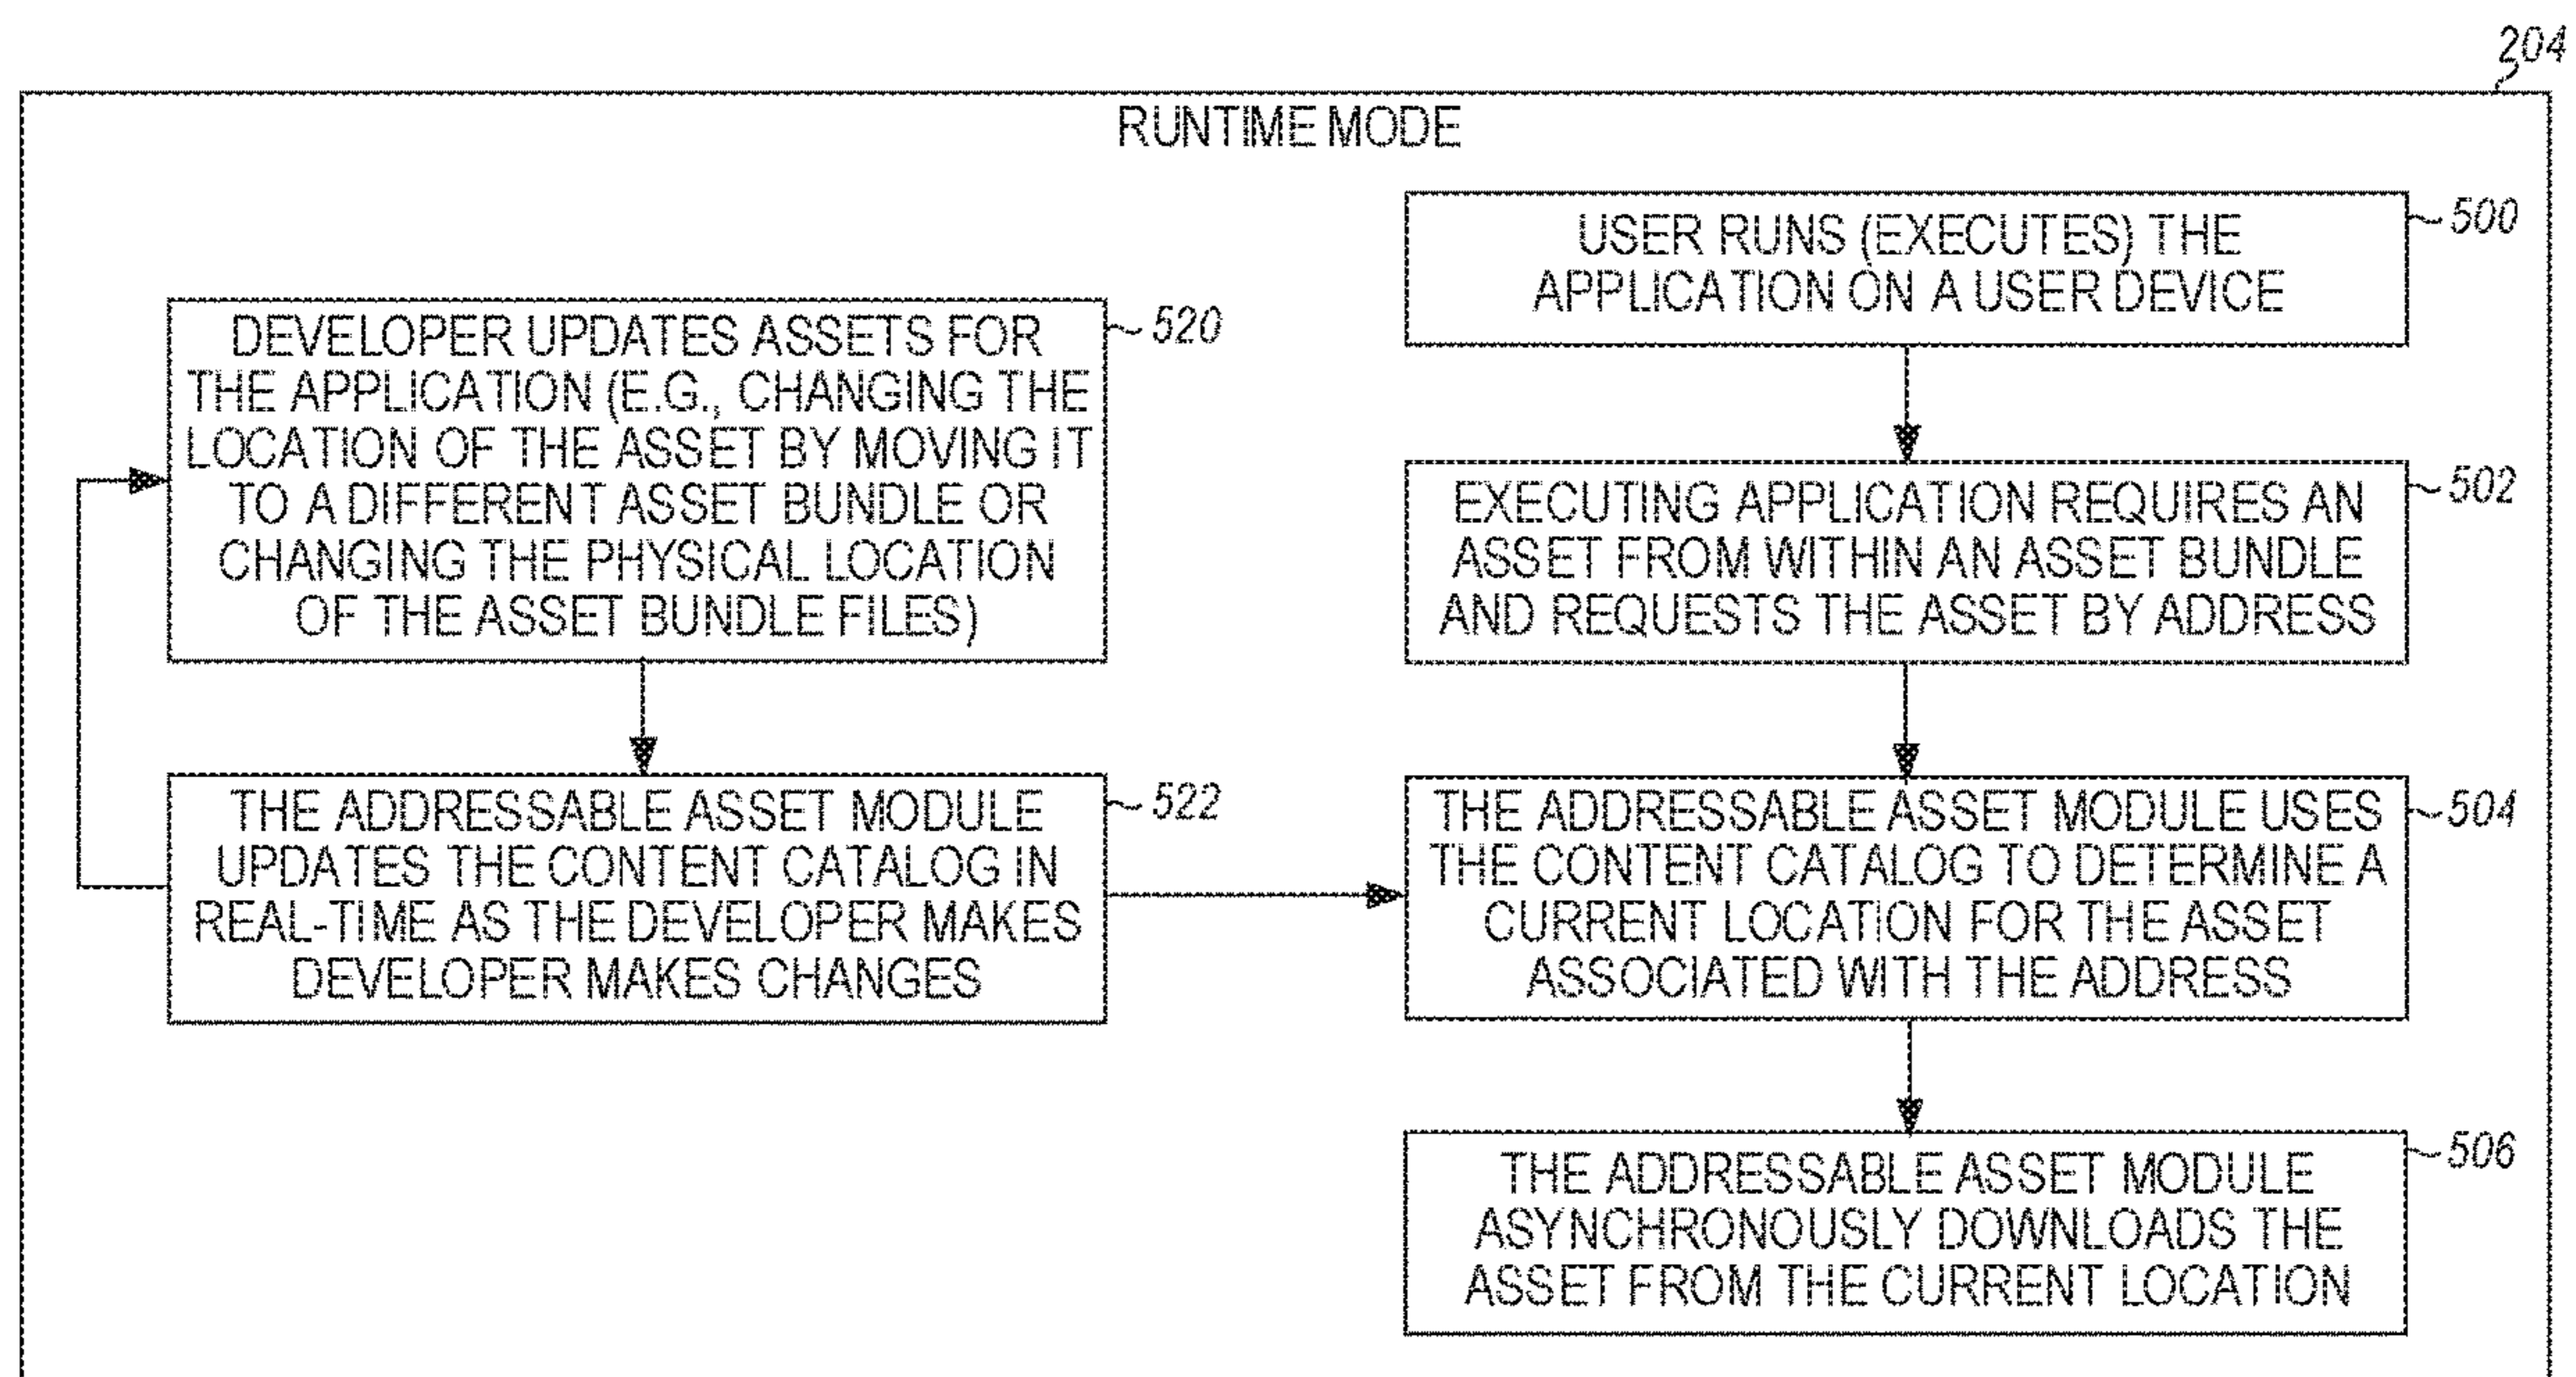 204
RUNTIME MODE
USER RUNS (EXECUTES) THE
APPLICATION ON A USER DEVICE
500
DEVELOPER UPDATES ASSETS FOR
THE APPLICATION (E.G., CHANGING THE
LOCATION OF THE ASSET BY MOVING IT
TO A DIFFERENT ASSET BUNDLE OR
CHANGING THE PHYSICAL LOCATION
OF THE ASSET BUNDLE FILES)
520
EXECUTING APPLICATION REQUIRES AN
ASSET FROM WITHIN AN ASSET BUNDLE
AND REQUESTS THE ASSET BY ADDRESS
502
THE ADDRESSABLE ASSET MODULE
UPDATES THE CONTENT CATALOG IN
REAL-TIME AS THE DEVELOPER MAKES
DEVELOPER MAKES CHANGES
522
THE ADDRESSABLE ASSET MODULE USES
THE CONTENT CATALOG TO DETERMINE A
CURRENT LOCATION FOR THE ASSET
ASSOCIATED WITH THE ADDRESS
504
THE ADDRESSABLE ASSET MODULE
ASYNCHRONOUSLY DOWNLOADS THE
ASSET FROM THE CURRENT LOCATION
506